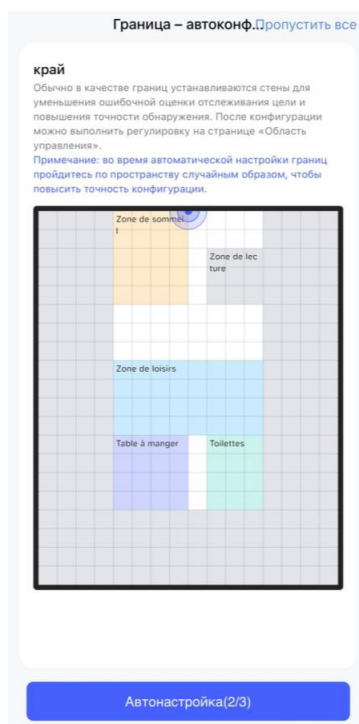 Граница – автоконф...
Пропустить все
край
Обычно в качестве границ устанавливаются стены для
уменьшения ошибочной оценки отслеживания цели и
повышения точности обнаружения. После конфигурации
можно выполнить регулировку на странице «Область
управления».
Примечание: во время автоматической настройки границ
пройдитесь по пространству случайным образом, чтобы
повысить точность конфигурации.
Zone de sommei
l
Zone de lec
ture
Zone de loisirs
Table à manger
Toilettes
Автонастройка(2/3)